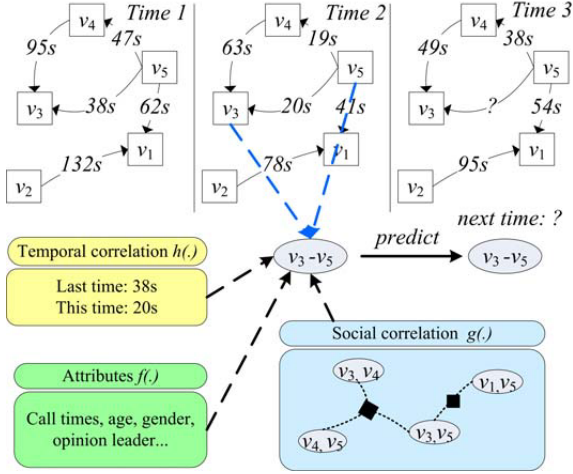 Time 1
v4
95s
47s
v5
v3
38s
62s
v1
132s
v2
Time 2
v4
63s
19s
v5
v3
20s
41s
v1
78s
v2
Time 3
v4
49s
38s
v5
v3
?
54s
v1
95s
v2
next time: ?
predict
v3 -v5
v3 -v5
Temporal correlation h(.)
Last time: 38s
This time: 20s
Attributes f(.)
Call times, age, gender,
opinion leader...
Social correlation g(.)
v3, v4
v1,v5
v4, v5
v3,v5